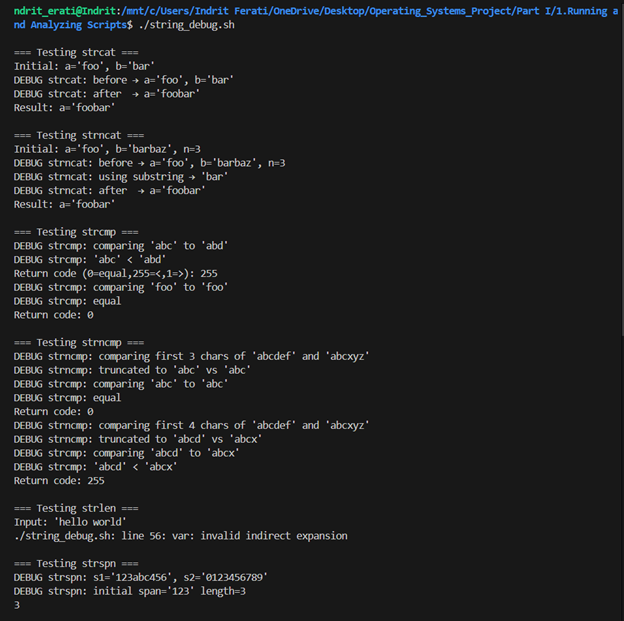 ndrit_erati@Indrit:/mnt/c/Users/Indrit Ferati/OneDrive/Desktop/Operating_Systems_Project/Part I/1.Running a
nd Analyzing Scripts$ ./string_debug.sh

=== Testing strcat ===
Initial: a='foo', b='bar'
DEBUG strcat: before → a='foo', b='bar'
DEBUG strcat: after  → a='foobar'
Result: a='foobar'

=== Testing strncat ===
Initial: a='foo', b='barbaz', n=3
DEBUG strncat: before → a='foo', b='barbaz', n=3
DEBUG strncat: using substring → 'bar'
DEBUG strncat: after  → a='foobar'
Result: a='foobar'

=== Testing strcmp ===
DEBUG strcmp: comparing 'abc' to 'abd'
DEBUG strcmp: 'abc' < 'abd'
Return code (0=equal,255=<,1=>): 255
DEBUG strcmp: comparing 'foo' to 'foo'
DEBUG strcmp: equal
Return code: 0

=== Testing strncmp ===
DEBUG strncmp: comparing first 3 chars of 'abcdef' and 'abcxyz'
DEBUG strncmp: truncated to 'abc' vs 'abc'
DEBUG strcmp: comparing 'abc' to 'abc'
DEBUG strcmp: equal
Return code: 0
DEBUG strncmp: comparing first 4 chars of 'abcdef' and 'abcxyz'
DEBUG strncmp: truncated to 'abcd' vs 'abcx'
DEBUG strcmp: comparing 'abcd' to 'abcx'
DEBUG strcmp: 'abcd' < 'abcx'
Return code: 255

=== Testing strlen ===
Input: 'hello world'
./string_debug.sh: line 56: var: invalid indirect expansion

=== Testing strspn ===
DEBUG strspn: s1='123abc456', s2='0123456789'
DEBUG strspn: initial span='123' length=3
3